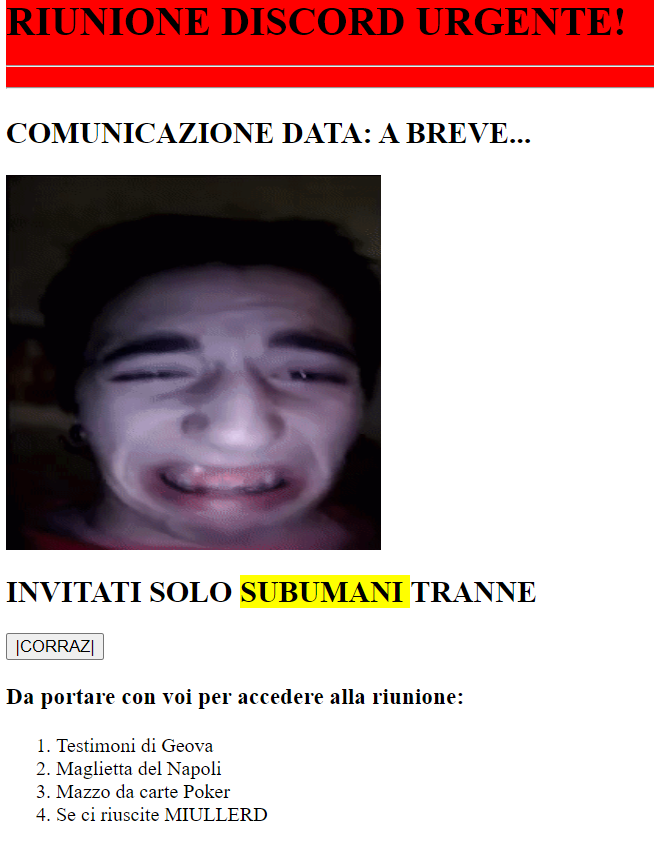 RIUNIONE DISCORD URGENTE!
COMUNICAZIONE DATA: A BREVE...
INVITATI SOLO SUBUMANI TRANNE
|CORRAZ|
Da portare con voi per accedere alla riunione:
1. Testimoni di Geova
2. Maglietta del Napoli
3. Mazzo da carte Poker
4. Se ci riuscite MIULLERD